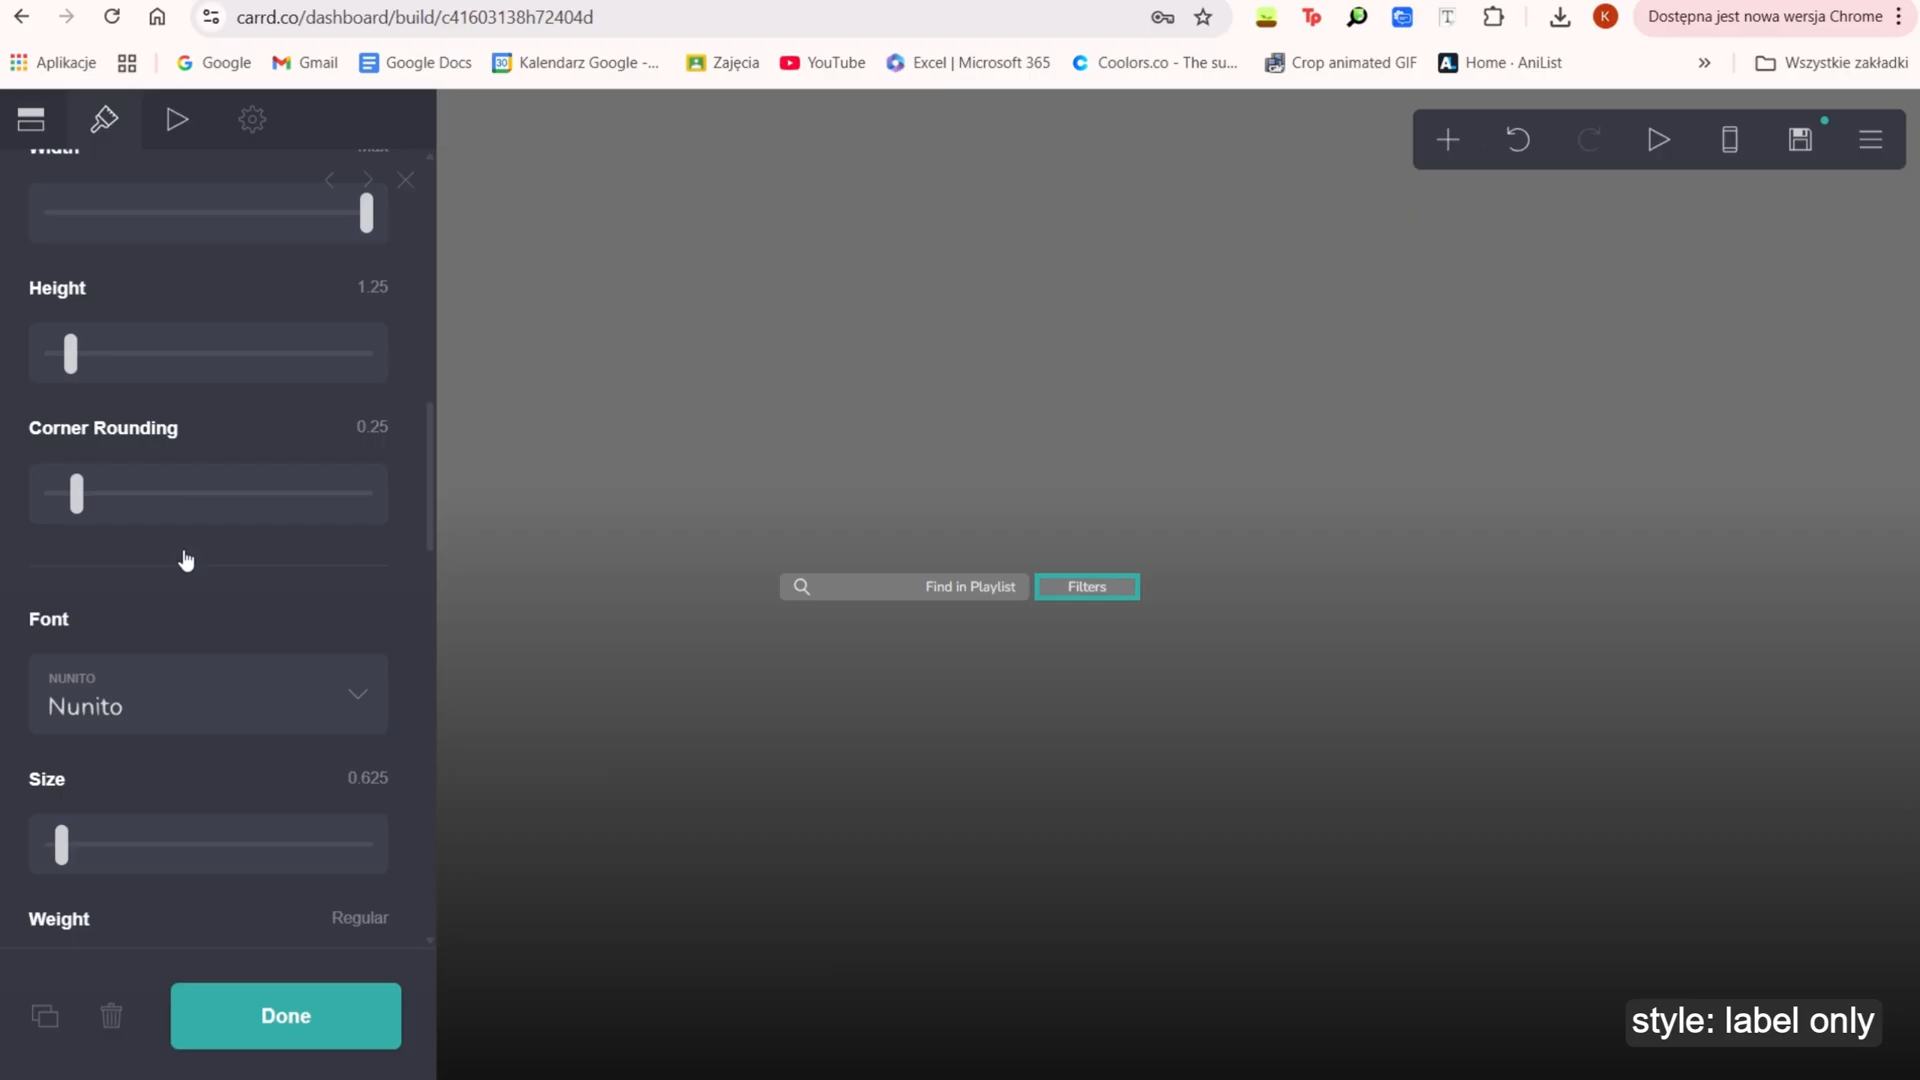 carrd.co/dashboard/build/c41603138h72404d
K
Dostępna jest nowa wersja Chrome
Aplikacje
Google
Gmail
Google Docs
Kalendarz Google -...
Zajęcia
YouTube
Excel | Microsoft 365
Coolors.co - The su...
Crop animated GIF
Home · AniList
»
Wszystkie zakładki
Width
Max
Height
1.25
Corner Rounding
0.25
Font
NUNITO
Nunito
Size
0.625
Weight
Regular
Done
Find in Playlist
Filters
style: label only